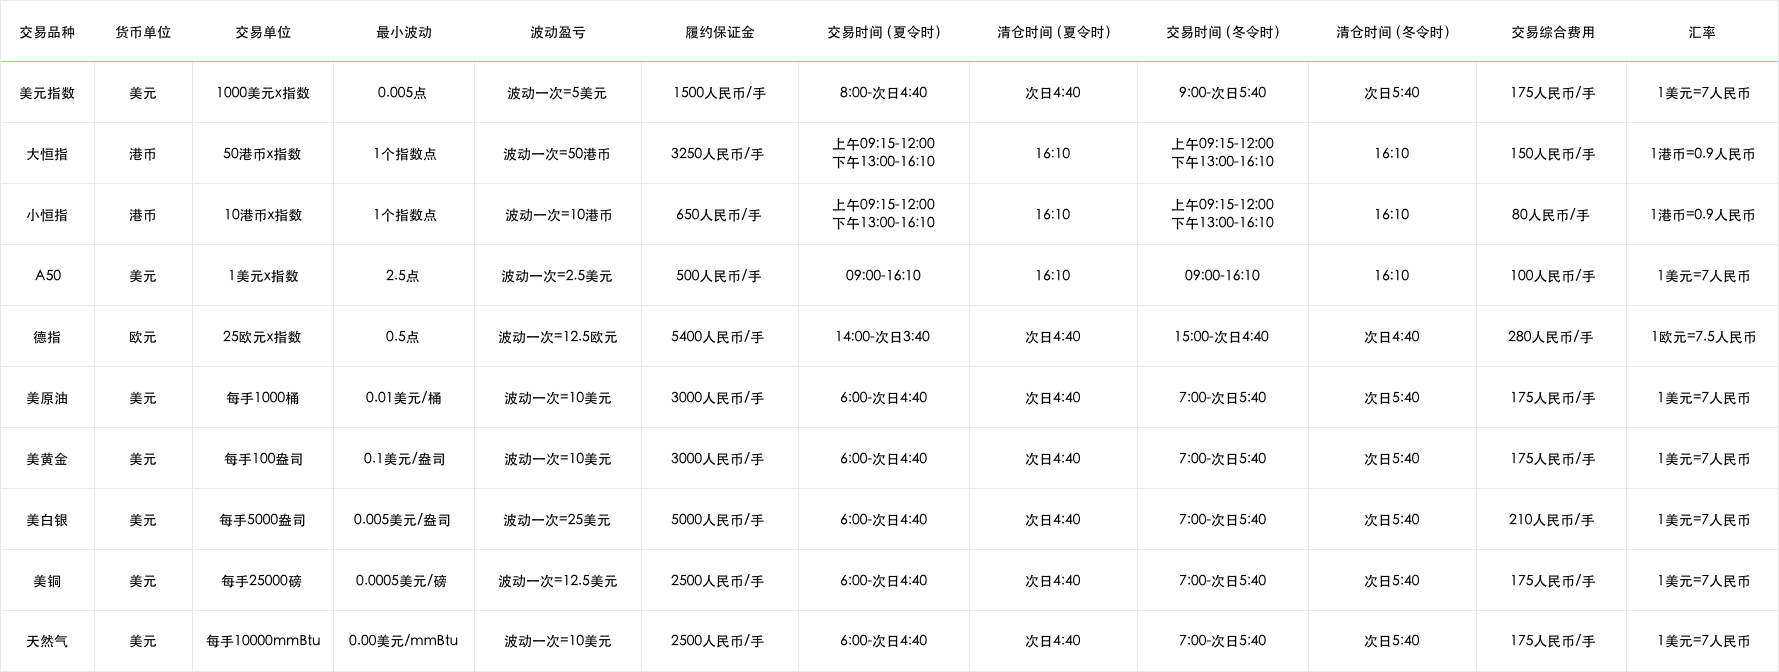 交易品种 货币单位 交易单位 最小波动 波动盈亏 履约保证金 交易时间 (夏令时) 清仓时间 (夏令时) 交易时间 (冬令时) 清仓时间 (冬令时) 交易综合费用 汇率
美元指数 美元 1000美元x指数 0.005点 波动一次=5美元 1500人民币/手 8:00-次日4:40 次日4:40 9:00-次日5:40 次日5:40 175人民币/手 1美元=7人民币
大恒指 港币 50港币x指数 1个指数点 波动一次=50港币 3250人民币/手 上午09:15-12:00 下午13:00-16:10 16:10 上午09:15-12:00 下午13:00-16:10 16:10 150人民币/手 1港币=0.9人民币
小恒指 港币 10港币x指数 1个指数点 波动一次=10港币 650人民币/手 上午09:15-12:00 下午13:00-16:10 16:10 上午09:15-12:00 下午13:00-16:10 16:10 80人民币/手 1港币=0.9人民币
A50 美元 1美元x指数 2.5点 波动一次=2.5美元 500人民币/手 09:00-16:10 16:10 09:00-16:10 16:10 100人民币/手 1美元=7人民币
德指 欧元 25欧元x指数 0.5点 波动一次=12.5欧元 5400人民币/手 14:00-次日3:40 次日4:40 15:00-次日4:40 次日4:40 280人民币/手 1欧元=7.5人民币
美原油 美元 每手1000桶 0.01美元/桶 波动一次=10美元 3000人民币/手 6:00-次日4:40 次日4:40 7:00-次日5:40 次日5:40 175人民币/手 1美元=7人民币
美黄金 美元 每手100盎司 0.1美元/盎司 波动一次=10美元 3000人民币/手 6:00-次日4:40 次日4:40 7:00-次日5:40 次日5:40 175人民币/手 1美元=7人民币
美白银 美元 每手5000盎司 0.005美元/盎司 波动一次=25美元 5000人民币/手 6:00-次日4:40 次日4:40 7:00-次日5:40 次日5:40 210人民币/手 1美元=7人民币
美铜 美元 每手25000磅 0.0005美元/磅 波动一次=12.5美元 2500人民币/手 6:00-次日4:40 次日4:40 7:00-次日5:40 次日5:40 175人民币/手 1美元=7人民币
天然气 美元 每手10000mmBtu 0.00美元/mmBtu 波动一次=10美元 2500人民币/手 6:00-次日4:40 次日4:40 7:00-次日5:40 次日5:40 175人民币/手 1美元=7人民币